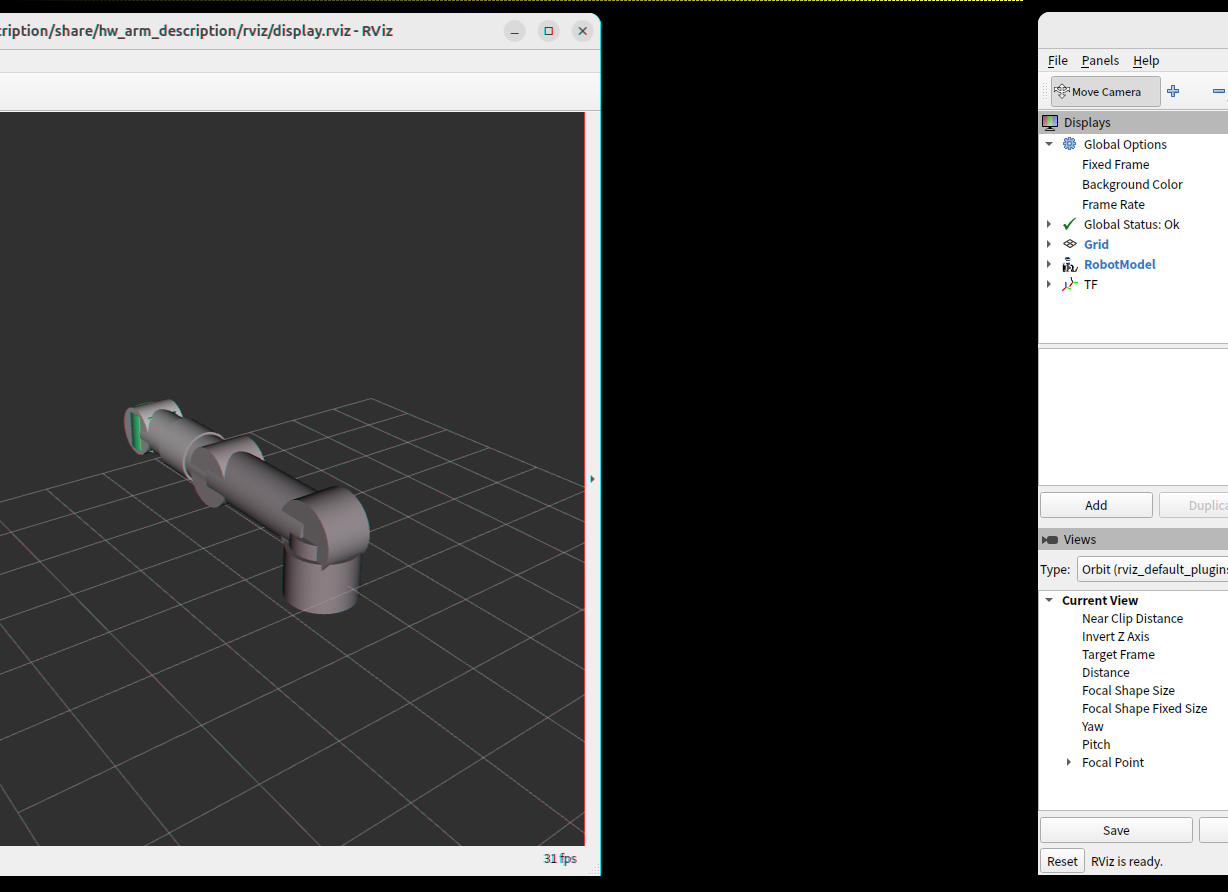 cription/share/hw_arm_description/rviz/display.rviz - RViz
31 fps
File Panels Help
Move Camera
Displays
Global Options
Fixed Frame
Background Color
Frame Rate
Global Status: Ok
Grid
RobotModel
TF
Add Duplica
Views
Type: Orbit (rviz_default_plugins
Current View
Near Clip Distance
Invert Z Axis
Target Frame
Distance
Focal Shape Size
Focal Shape Fixed Size
Yaw
Pitch
Focal Point
Save
Reset RViz is ready.